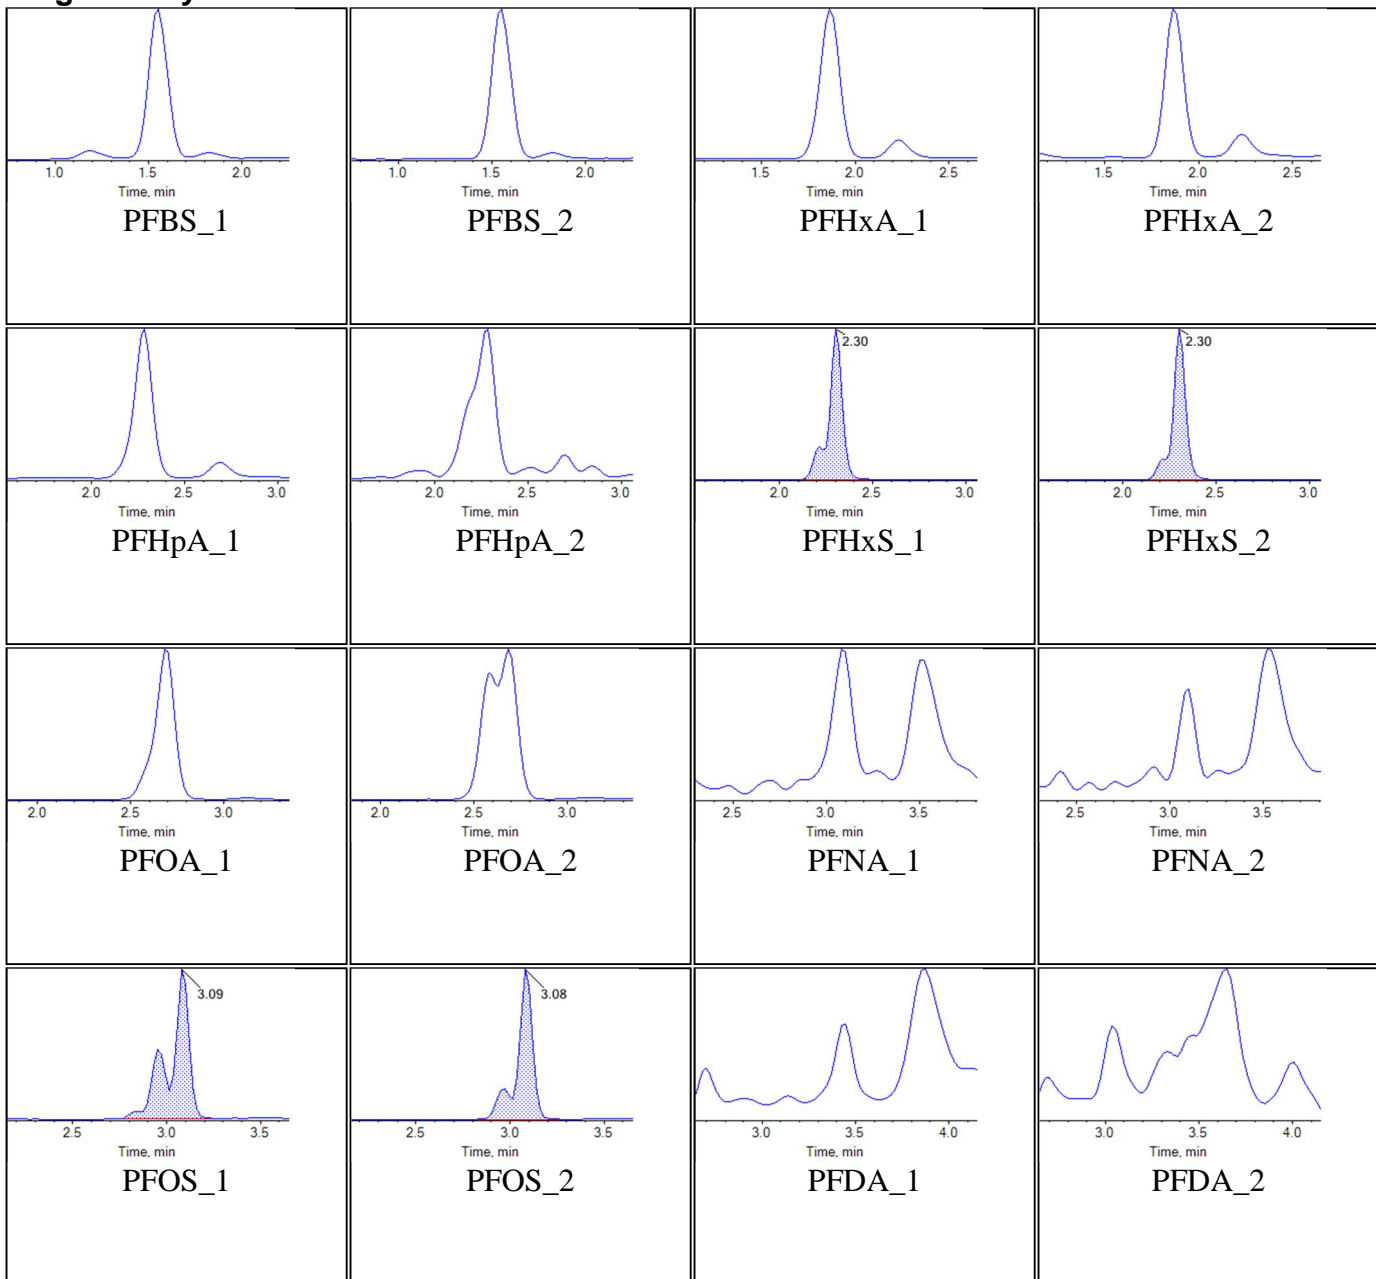 1.0 1.5 2.0
Time, min
PFBS_1
1.0 1.5 2.0
Time, min
PFBS_2
1.5 2.0 2.5
Time, min
PFHxA_1
1.5 2.0 2.5
Time, min
PFHxA_2
2.0 2.5 3.0
Time, min
PFHpA_1
2.0 2.5 3.0
Time, min
PFHpA_2
2.30
2.0 2.5 3.0
Time, min
PFHxS_1
2.30
2.0 2.5 3.0
Time, min
PFHxS_2
2.0 2.5 3.0
Time, min
PFOA_1
2.0 2.5 3.0
Time, min
PFOA_2
2.5 3.0 3.5
Time, min
PFNA_1
2.5 3.0 3.5
Time, min
PFNA_2
3.09
2.5 3.0 3.5
Time, min
PFOS_1
3.08
2.5 3.0 3.5
Time, min
PFOS_2
3.0 3.5 4.0
Time, min
PFDA_1
3.0 3.5 4.0
Time, min
PFDA_2